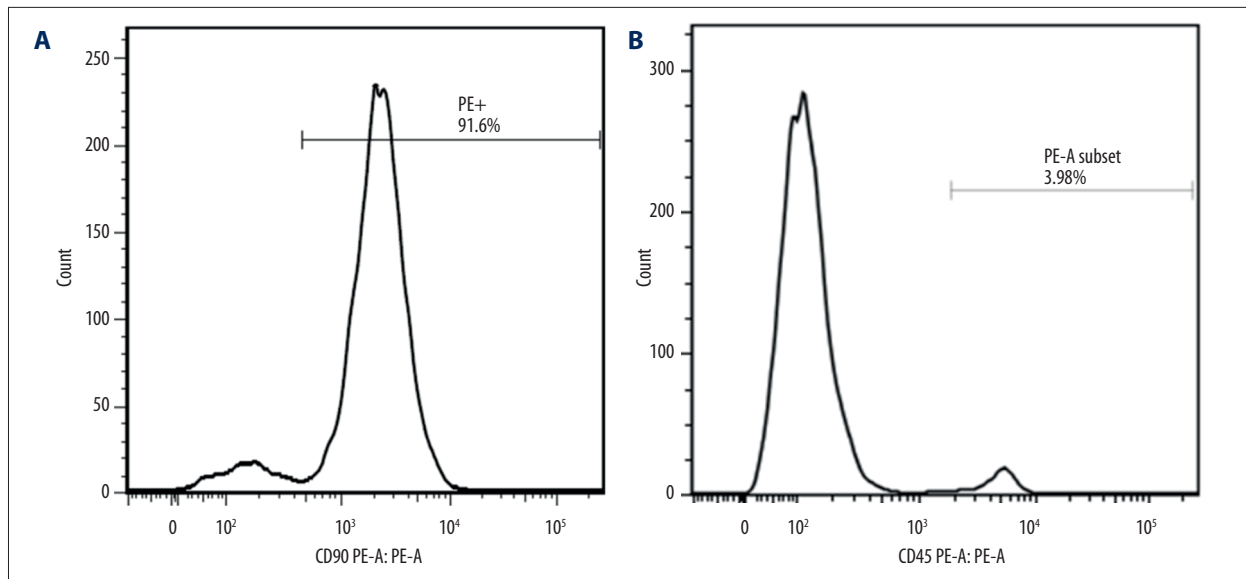 A
250
200
150
100
50
0
Count
PE+
91.6%
0 10² 10³ 10⁴ 10⁵
CD90 PE-A: PE-A
B
300
200
100
0
Count
PE-A subset
3.98%
0 10² 10³ 10⁴ 10⁵
CD45 PE-A: PE-A